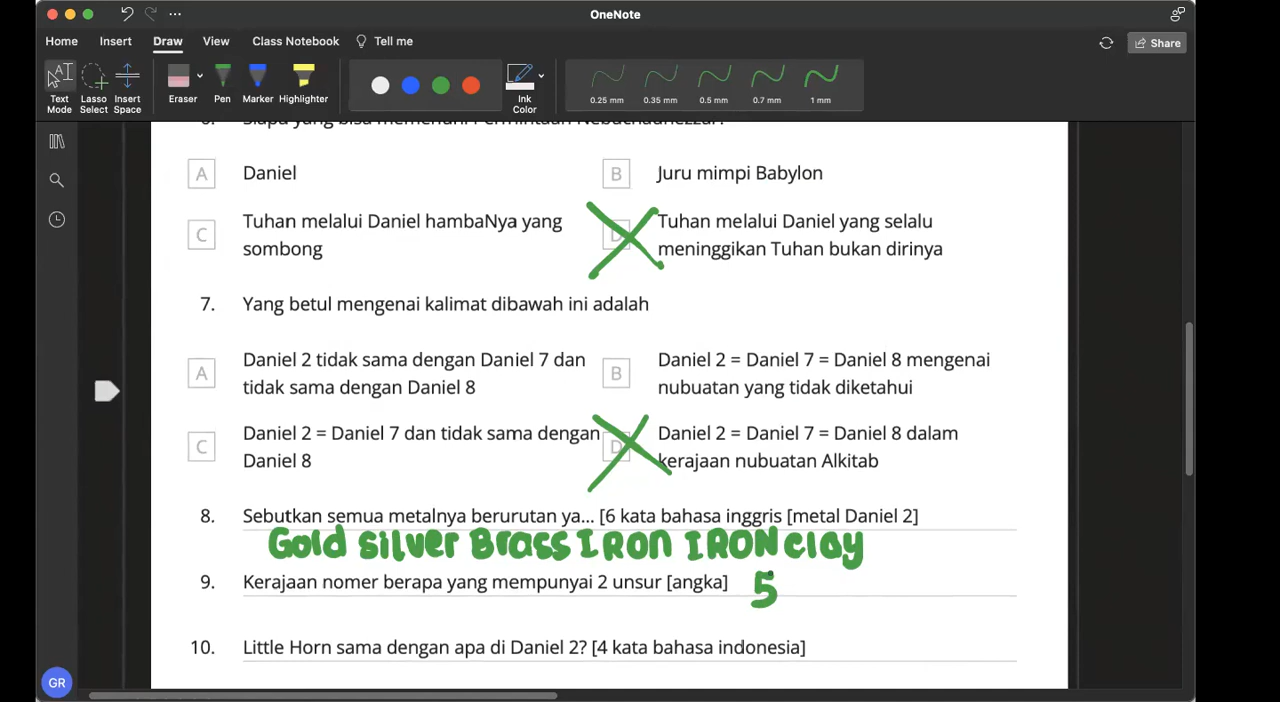 OneNote
Home Insert Draw View Class Notebook Tell me
Share
Text Mode
Lasso Select
Insert Space
Eraser
Pen
Marker
Highlighter
Ink Color
0.25 mm
0.35 mm
0.5 mm
0.7 mm
1 mm
6. Siapa yang bisa memenuhi Permintaan Nebuchadnezzar?
A Daniel
B Juru mimpi Babylon
C Tuhan melalui Daniel hambaNya yang
sombong
D Tuhan melalui Daniel yang selalu
meninggikan Tuhan bukan dirinya
7. Yang betul mengenai kalimat dibawah ini adalah
A Daniel 2 tidak sama dengan Daniel 7 dan
tidak sama dengan Daniel 8
B Daniel 2 = Daniel 7 = Daniel 8 mengenai
nubuatan yang tidak diketahui
C Daniel 2 = Daniel 7 dan tidak sama dengan
Daniel 8
D Daniel 2 = Daniel 7 = Daniel 8 dalam
kerajaan nubuatan Alkitab
8. Sebutkan semua metalnya berurutan ya... [6 kata bahasa inggris [metal Daniel 2]
Gold Silver Brass IRon IRON clay
9. Kerajaan nomer berapa yang mempunyai 2 unsur [angka] 5
10. Little Horn sama dengan apa di Daniel 2? [4 kata bahasa indonesia]
GR